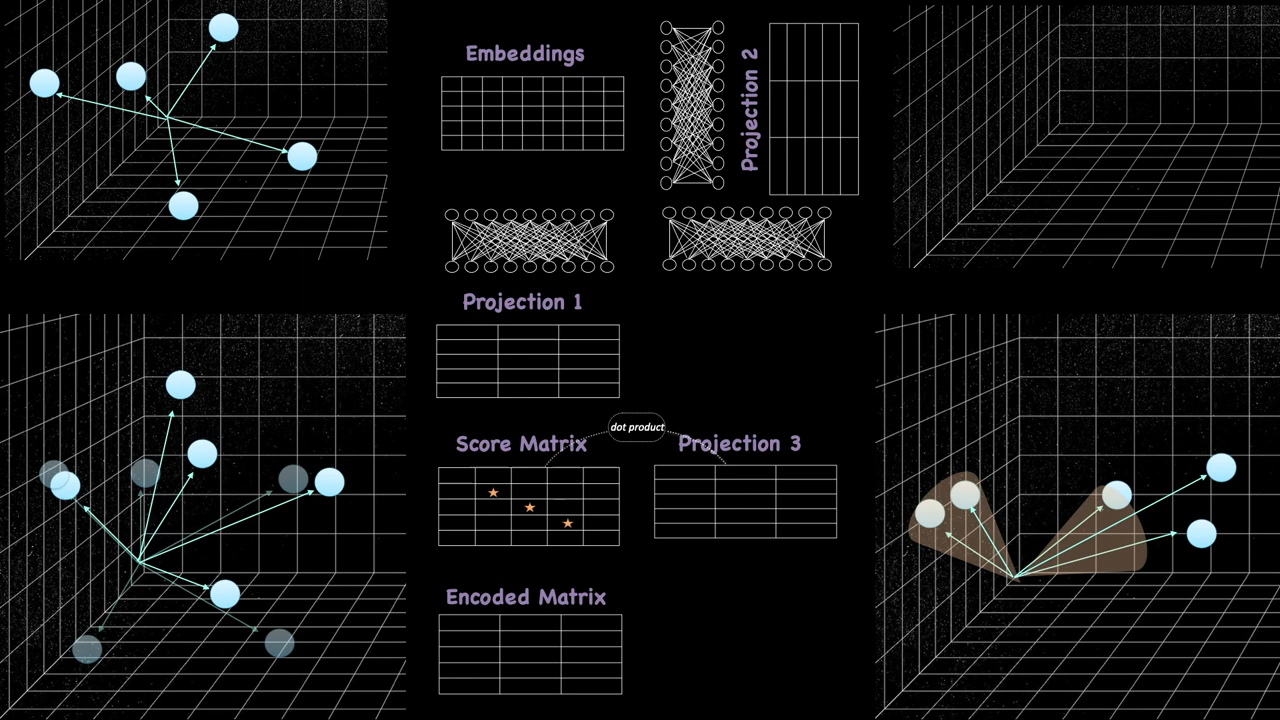 Embeddings
Projection 2
Projection 1
dot product
Score Matrix
Projection 3
Encoded Matrix